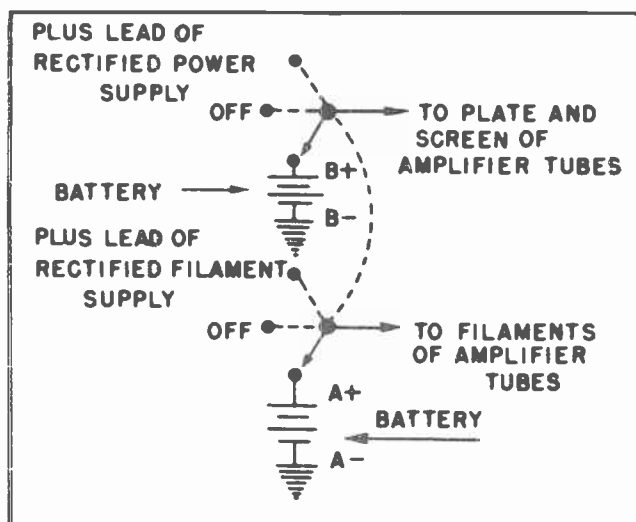 PLUS LEAD OF
RECTIFIED POWER
SUPPLY
OFF
TO PLATE AND
SCREEN OF
AMPLIFIER TUBES
B+
BATTERY
B-
PLUS LEAD OF
RECTIFIED FILAMENT
SUPPLY
OFF
TO FILAMENTS
OF AMPLIFIER
TUBES
A+
BATTERY
A-